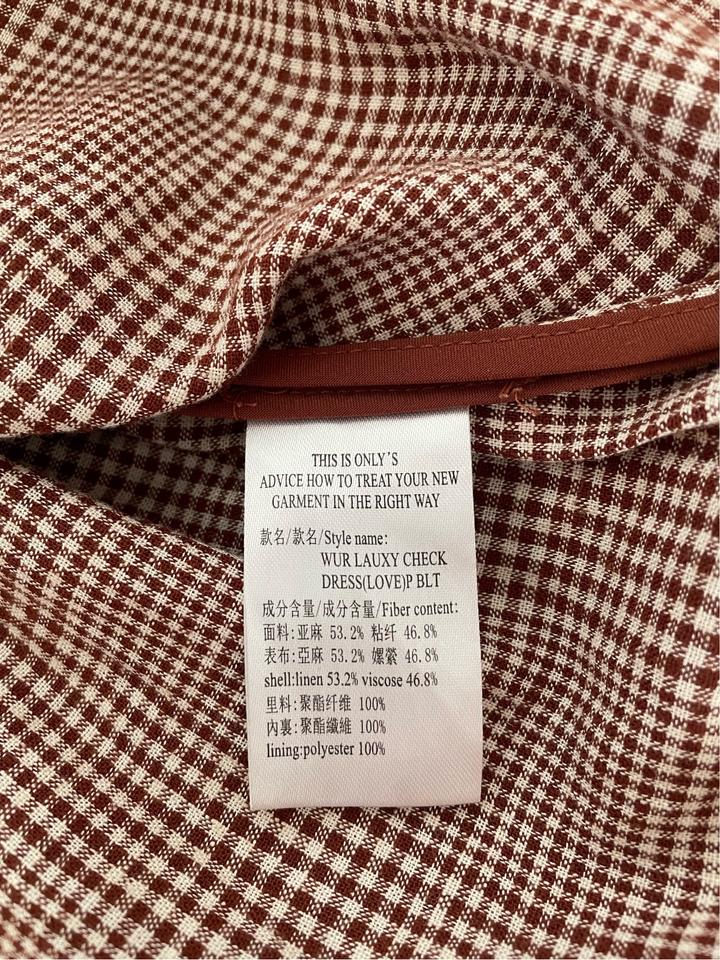 THIS IS ONLY'S
ADVICE HOW TO TREAT YOUR NEW
GARMENT IN THE RIGHT WAY
款名/款名/Style name:
WUR LAUXY CHECK
DRESS(LOVE)P BLT
成分含量/成分含量/Fiber content:
面料:亚麻 53.2% 粘纤 46.8%
表布:亞麻 53.2% 嫘縈 46.8%
shell:linen 53.2% viscose 46.8%
里料:聚酯纤维 100%
內裏:聚酯纖維 100%
lining:polyester 100%